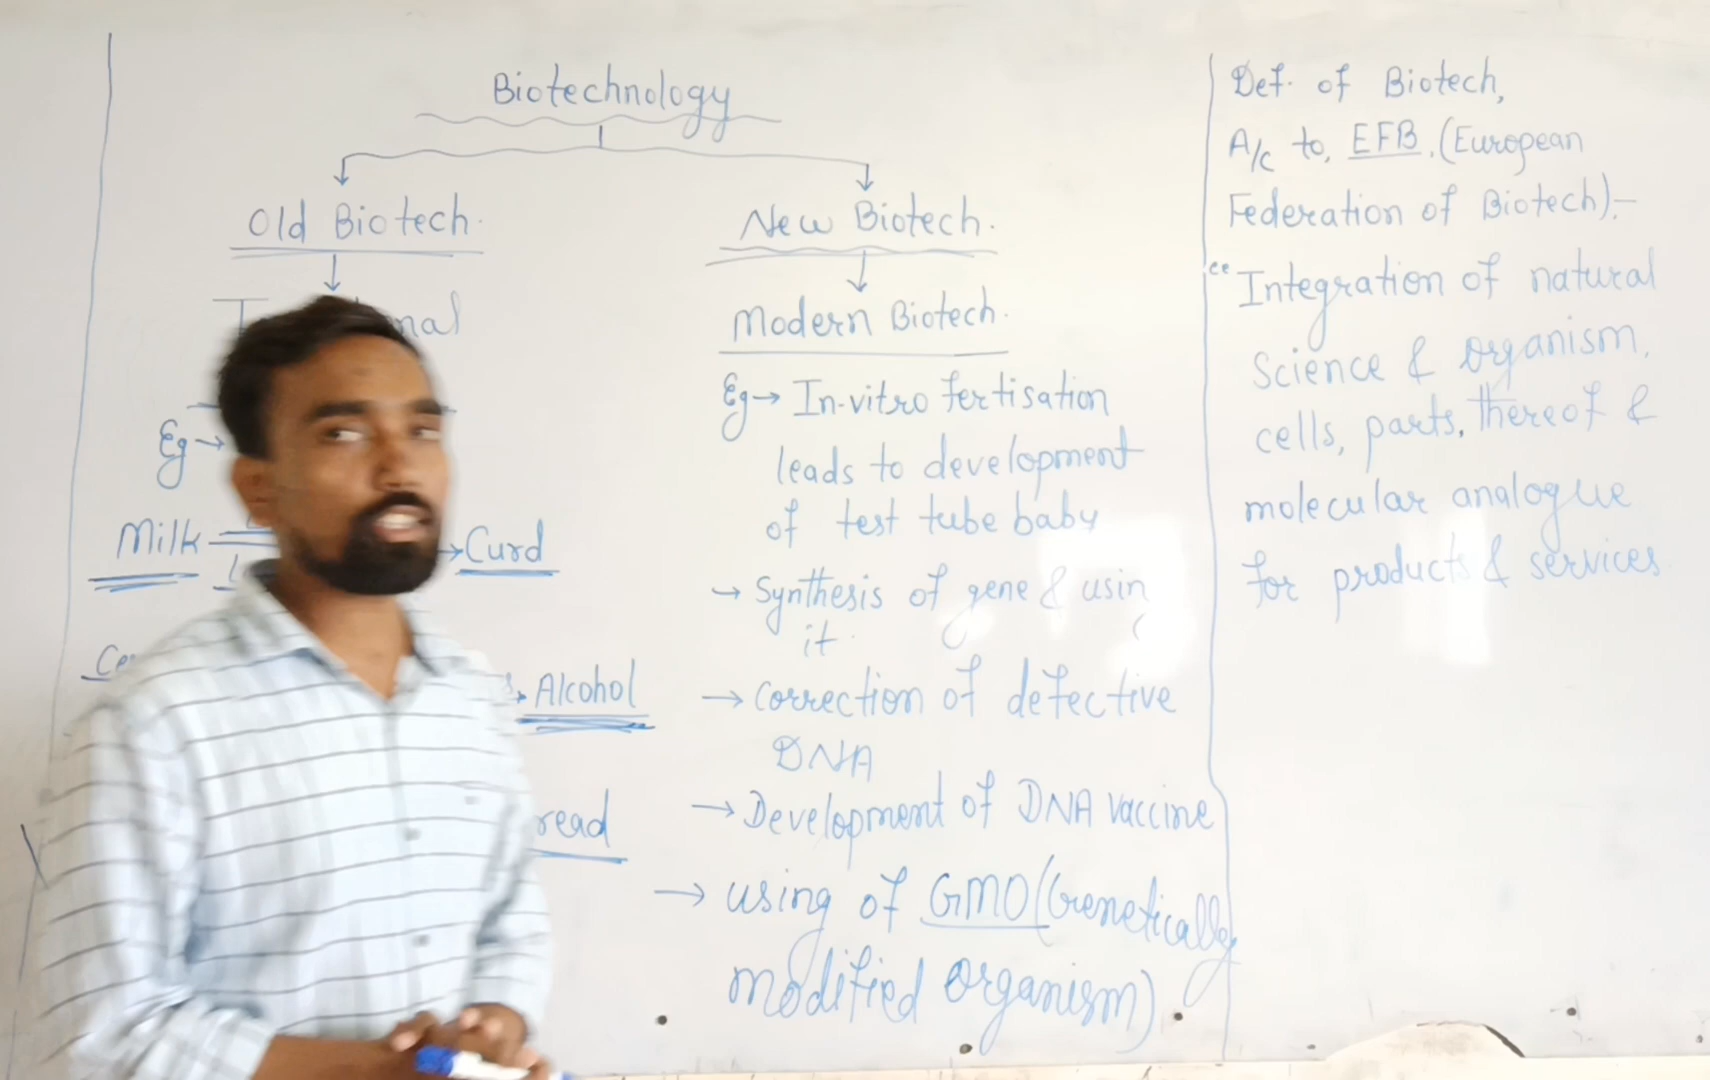 Biotechnology
Old Biotech.
Eg →
Milk → Curd
Alcohol
New Biotech.
Modern Biotech.
Eg → In-vitro fertisation
leads to development
of test tube baby
→ Synthesis of gene & usin
it
→ Correction of defective
DNA
→ Development of DNA vaccine
→ using of GMO (Genetically
modified organism)
Def. of Biotech,
A/c to, EFB. (European
Federation of Biotech):-
"Integration of natural
Science & organism,
cells, parts, thereof &
molecular analogue
for products & services